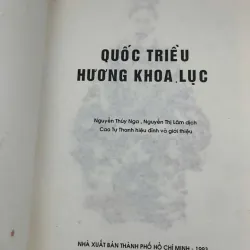 QUỐC TRIỀU
HƯƠNG KHOA LỤC
Nguyễn Thúy Nga, Nguyễn Thị Lâm dịch
Cao Tự Thanh hiệu đính và giới thiệu
NHÀ XUẤT BẢN THÀNH PHỐ HỒ CHÍ MINH - 1993